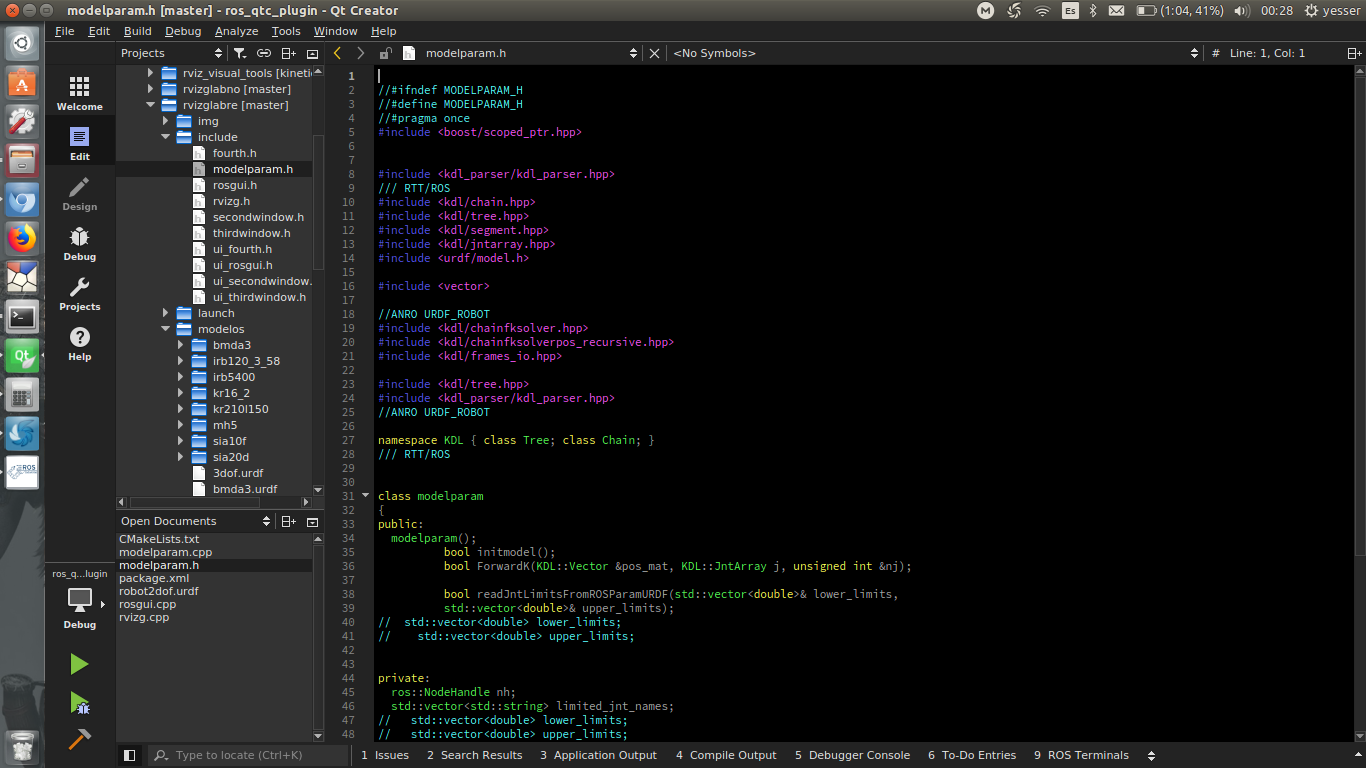 modelparam.h [master] - ros_qtc_plugin - Qt Creator
Es
(1:04, 41%)
00:28
yesser
File Edit Build Debug Analyze Tools Window Help
Projects
modelparam.h
<No Symbols>
# Line: 1, Col: 1
Welcome
Edit
Design
Debug
Projects
Help
ros_q...lugin
Debug
rviz_visual_tools [kineti
rvizglabno [master]
rvizglabre [master]
img
include
fourth.h
modelparam.h
rosgui.h
rvizg.h
secondwindow.h
thirdwindow.h
ui_fourth.h
ui_rosgui.h
ui_secondwindow.
ui_thirdwindow.h
launch
modelos
bmda3
irb120_3_58
irb5400
kr16_2
kr210l150
mh5
sia10f
sia20d
3dof.urdf
bmda3.urdf
Open Documents
CMakeLists.txt
modelparam.cpp
modelparam.h
package.xml
robot2dof.urdf
rosgui.cpp
rvizg.cpp
1
2 //#ifndef MODELPARAM_H
3 //#define MODELPARAM_H
4 //#pragma once
5 #include <boost/scoped_ptr.hpp>
6
7
8 #include <kdl_parser/kdl_parser.hpp>
9 /// RTT/ROS
10 #include <kdl/chain.hpp>
11 #include <kdl/tree.hpp>
12 #include <kdl/segment.hpp>
13 #include <kdl/jntarray.hpp>
14 #include <urdf/model.h>
15
16 #include <vector>
17
18 //ANRO URDF_ROBOT
19 #include <kdl/chainfksolver.hpp>
20 #include <kdl/chainfksolverpos_recursive.hpp>
21 #include <kdl/frames_io.hpp>
22
23 #include <kdl/tree.hpp>
24 #include <kdl_parser/kdl_parser.hpp>
25 //ANRO URDF_ROBOT
26
27 namespace KDL { class Tree; class Chain; }
28 /// RTT/ROS
29
30
31 class modelparam
32 {
33 public:
34 modelparam();
35 bool initmodel();
36 bool ForwardK(KDL::Vector &pos_mat, KDL::JntArray j, unsigned int &nj);
37
38 bool readJntLimitsFromROSParamURDF(std::vector<double>& lower_limits,
39 std::vector<double>& upper_limits);
40 // std::vector<double> lower_limits;
41 // std::vector<double> upper_limits;
42
43
44 private:
45 ros::NodeHandle nh;
46 std::vector<std::string> limited_jnt_names;
47 // std::vector<double> lower_limits;
48 // std::vector<double> upper_limits;
Type to locate (Ctrl+K)
1 Issues 2 Search Results 3 Application Output 4 Compile Output 5 Debugger Console 6 To-Do Entries 9 ROS Terminals